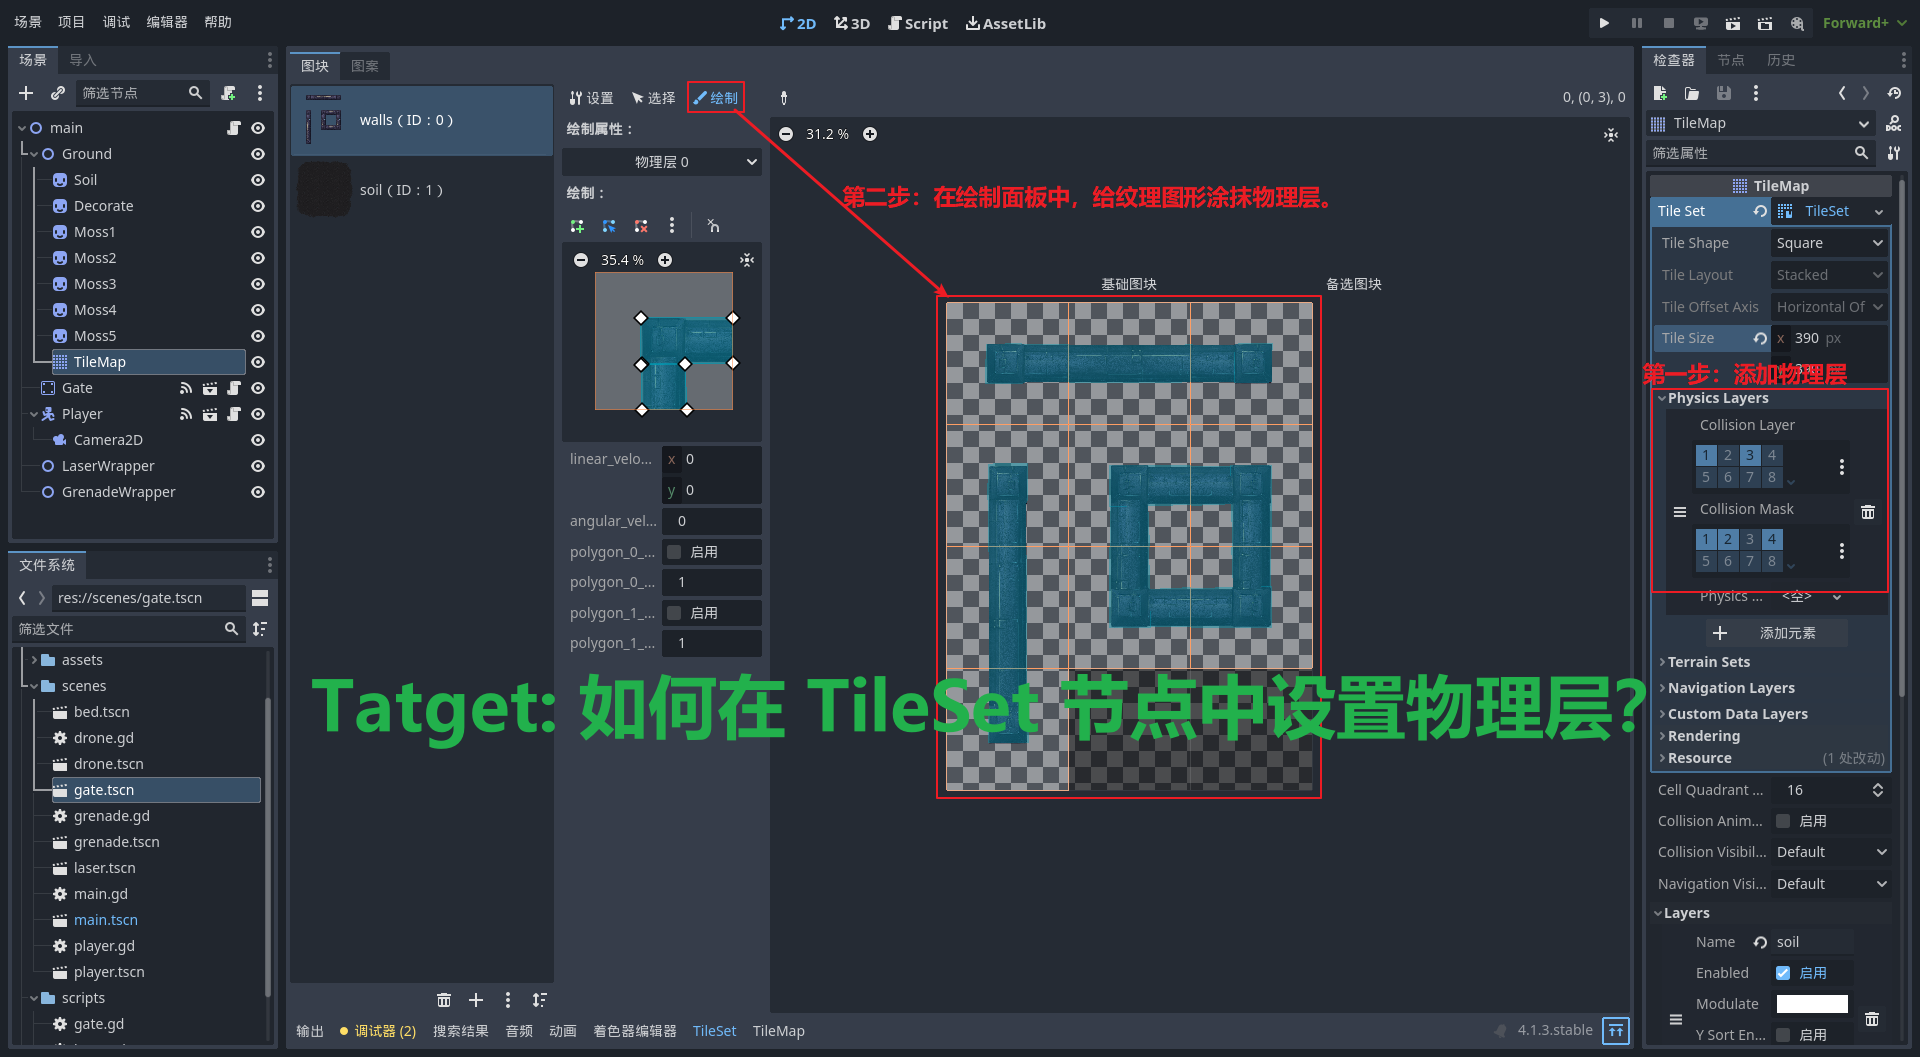 场景 项目 调试 编辑器 帮助
2D 3D Script AssetLib
Forward+
场景 导入
筛选节点
main
Ground
Soil
Decorate
Moss1
Moss2
Moss3
Moss4
Moss5
TileMap
Gate
Player
Camera2D
LaserWrapper
GrenadeWrapper
文件系统
res://scenes/gate.tscn
筛选文件
assets
scenes
bed.tscn
drone.gd
drone.tscn
gate.tscn
grenade.gd
grenade.tscn
laser.tscn
main.gd
main.tscn
player.gd
player.tscn
scripts
gate.gd
图块 图案
walls（ID：0）
soil（ID：1）
设置 选择 绘制
绘制属性：
物理层 0
绘制：
35.4 %
linear_velo... x 0
y 0
angular_vel... 0
polygon_0_... 启用
polygon_0_... 1
polygon_1_... 启用
polygon_1_... 1
0, (0, 3), 0
31.2 %
第二步：在绘制面板中，给纹理图形涂抹物理层。
基础图块 备选图块
Tatget: 如何在 TileSet 节点中设置物理层?
输出 调试器 (2) 搜索结果 音频 动画 着色器编辑器 TileSet TileMap
4.1.3.stable
检查器 节点 历史
TileMap
DOC
筛选属性
TileMap
Tile Set TileSet
Tile Shape Square
Tile Layout Stacked
Tile Offset Axis Horizontal Of
Tile Size x 390 px
第一步：添加物理层
Physics Layers
Collision Layer
1 2 3 4
5 6 7 8
Collision Mask
1 2 3 4
5 6 7 8
Physics ... <空>
添加元素
Terrain Sets
Navigation Layers
Custom Data Layers
Rendering
Resource (1 处改动)
Cell Quadrant ... 16
Collision Anim... 启用
Collision Visibil... Default
Navigation Visi... Default
Layers
Name soil
Enabled 启用
Modulate
Y Sort En... 启用